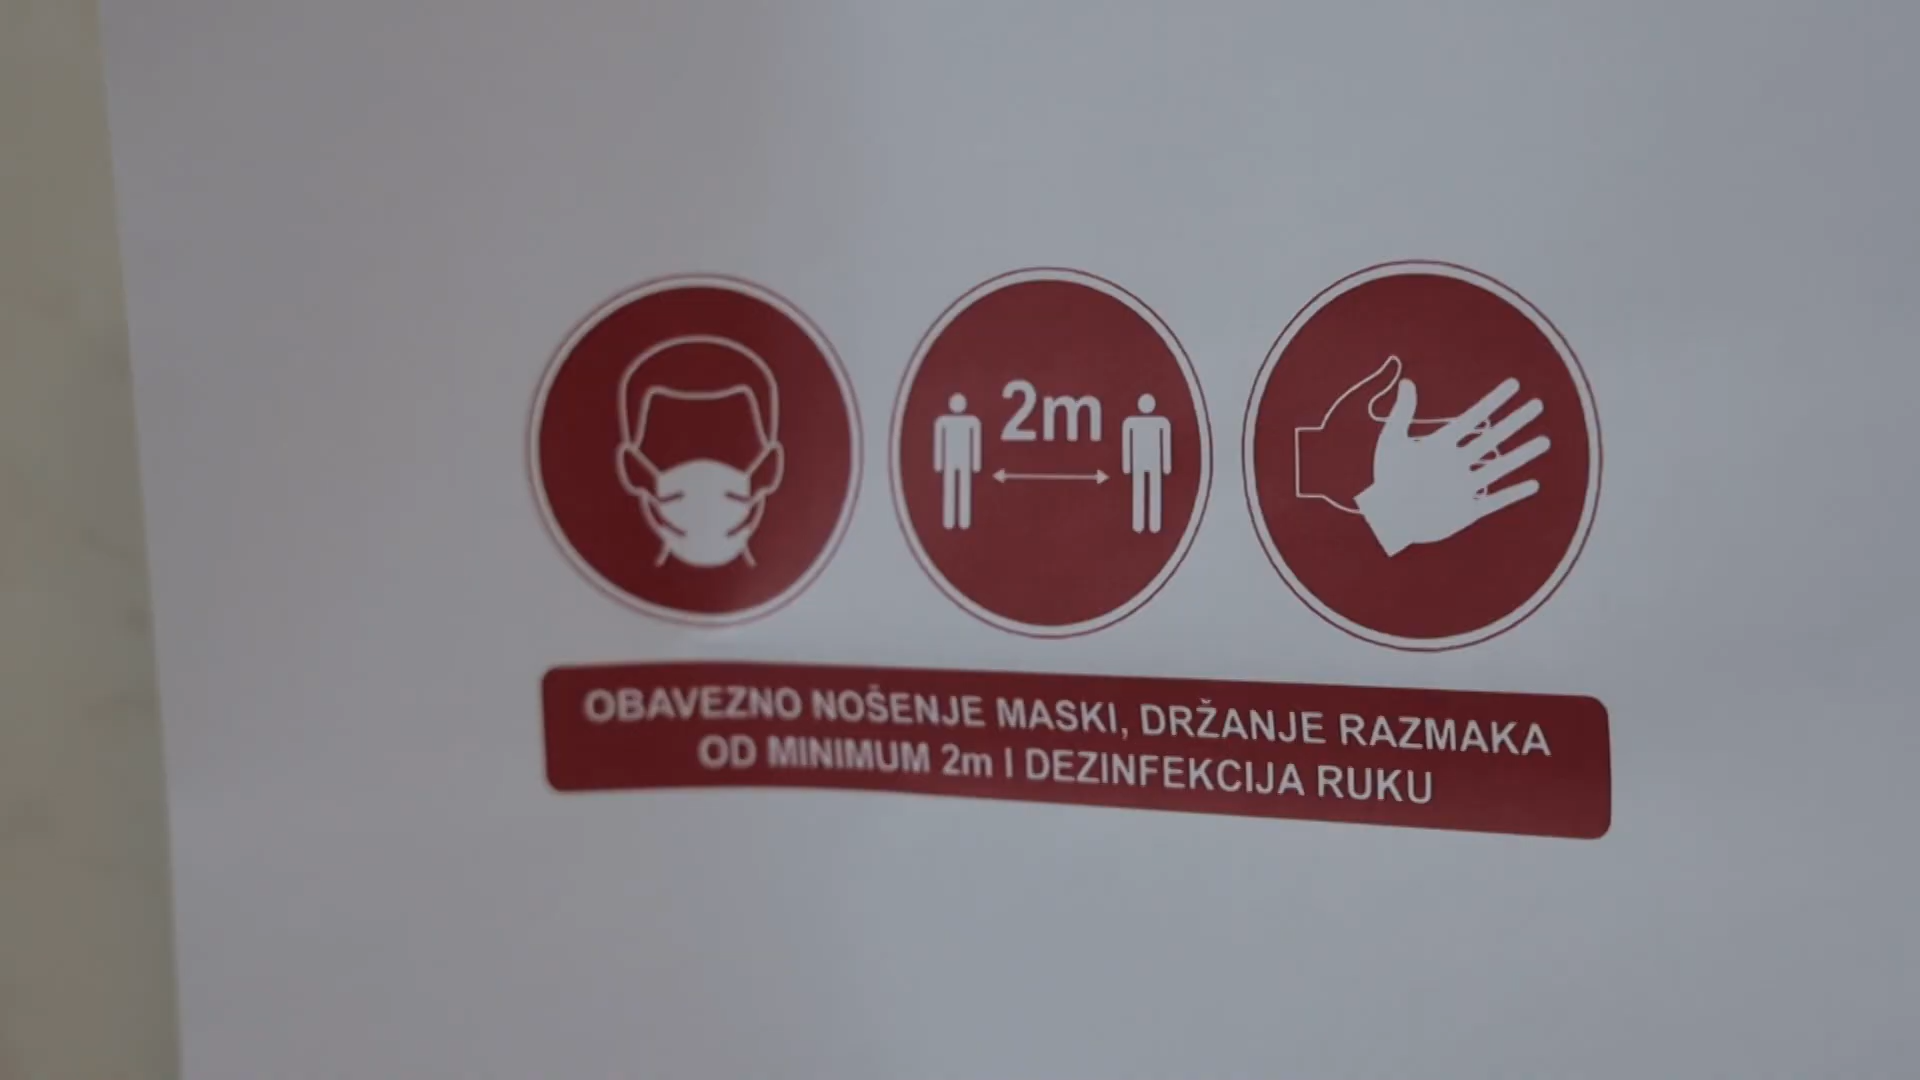 2m
OBAVEZNO NOŠENJE MASKI, DRŽANJE RAZMAKA
OD MINIMUM 2m I DEZINFEKCIJA RUKU